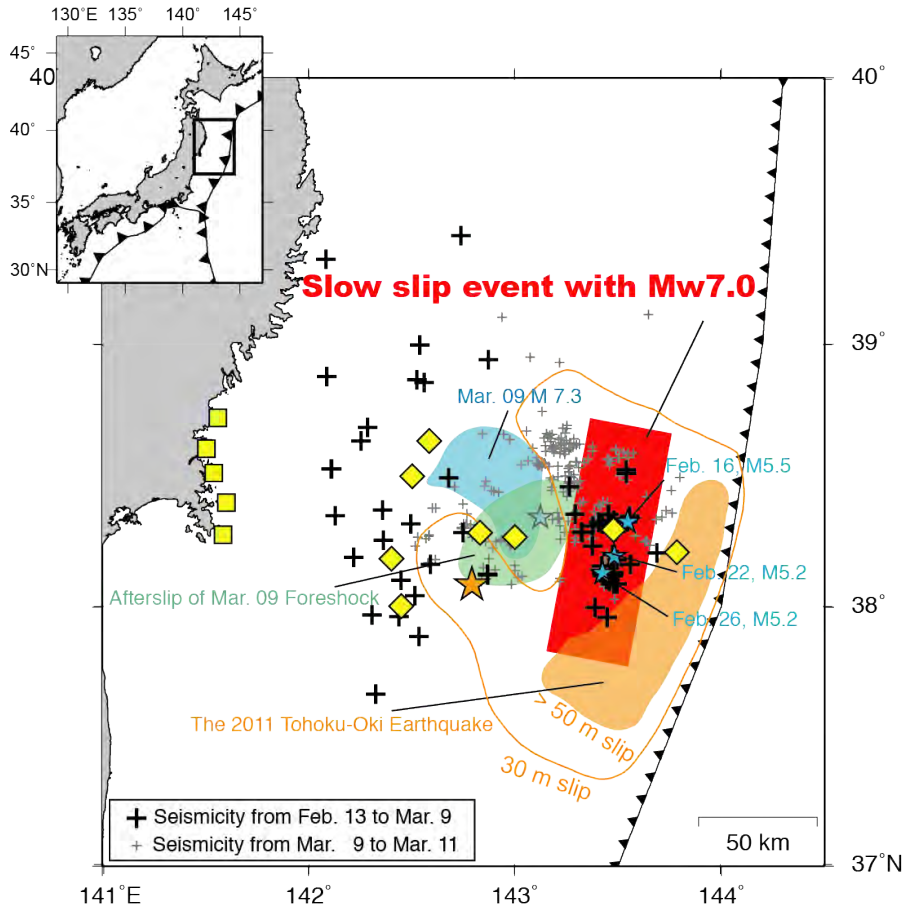 130˚E 135˚ 140˚ 145˚
45˚
40˚
35˚
30˚N
40
142 143 144
40˚
39˚
38˚
37˚N
Slow slip event with Mw7.0
Mar. 09 M 7.3
Feb. 16, M5.5
Feb. 22, M5.2
Feb. 26, M5.2
Afterslip of Mar. 09 Foreshock
The 2011 Tohoku-Oki Earthquake
> 50 m slip
30 m slip
Seismicity from Feb. 13 to Mar. 9
Seismicity from Mar. 9 to Mar. 11
50 km
141˚E 142˚ 143˚ 144˚